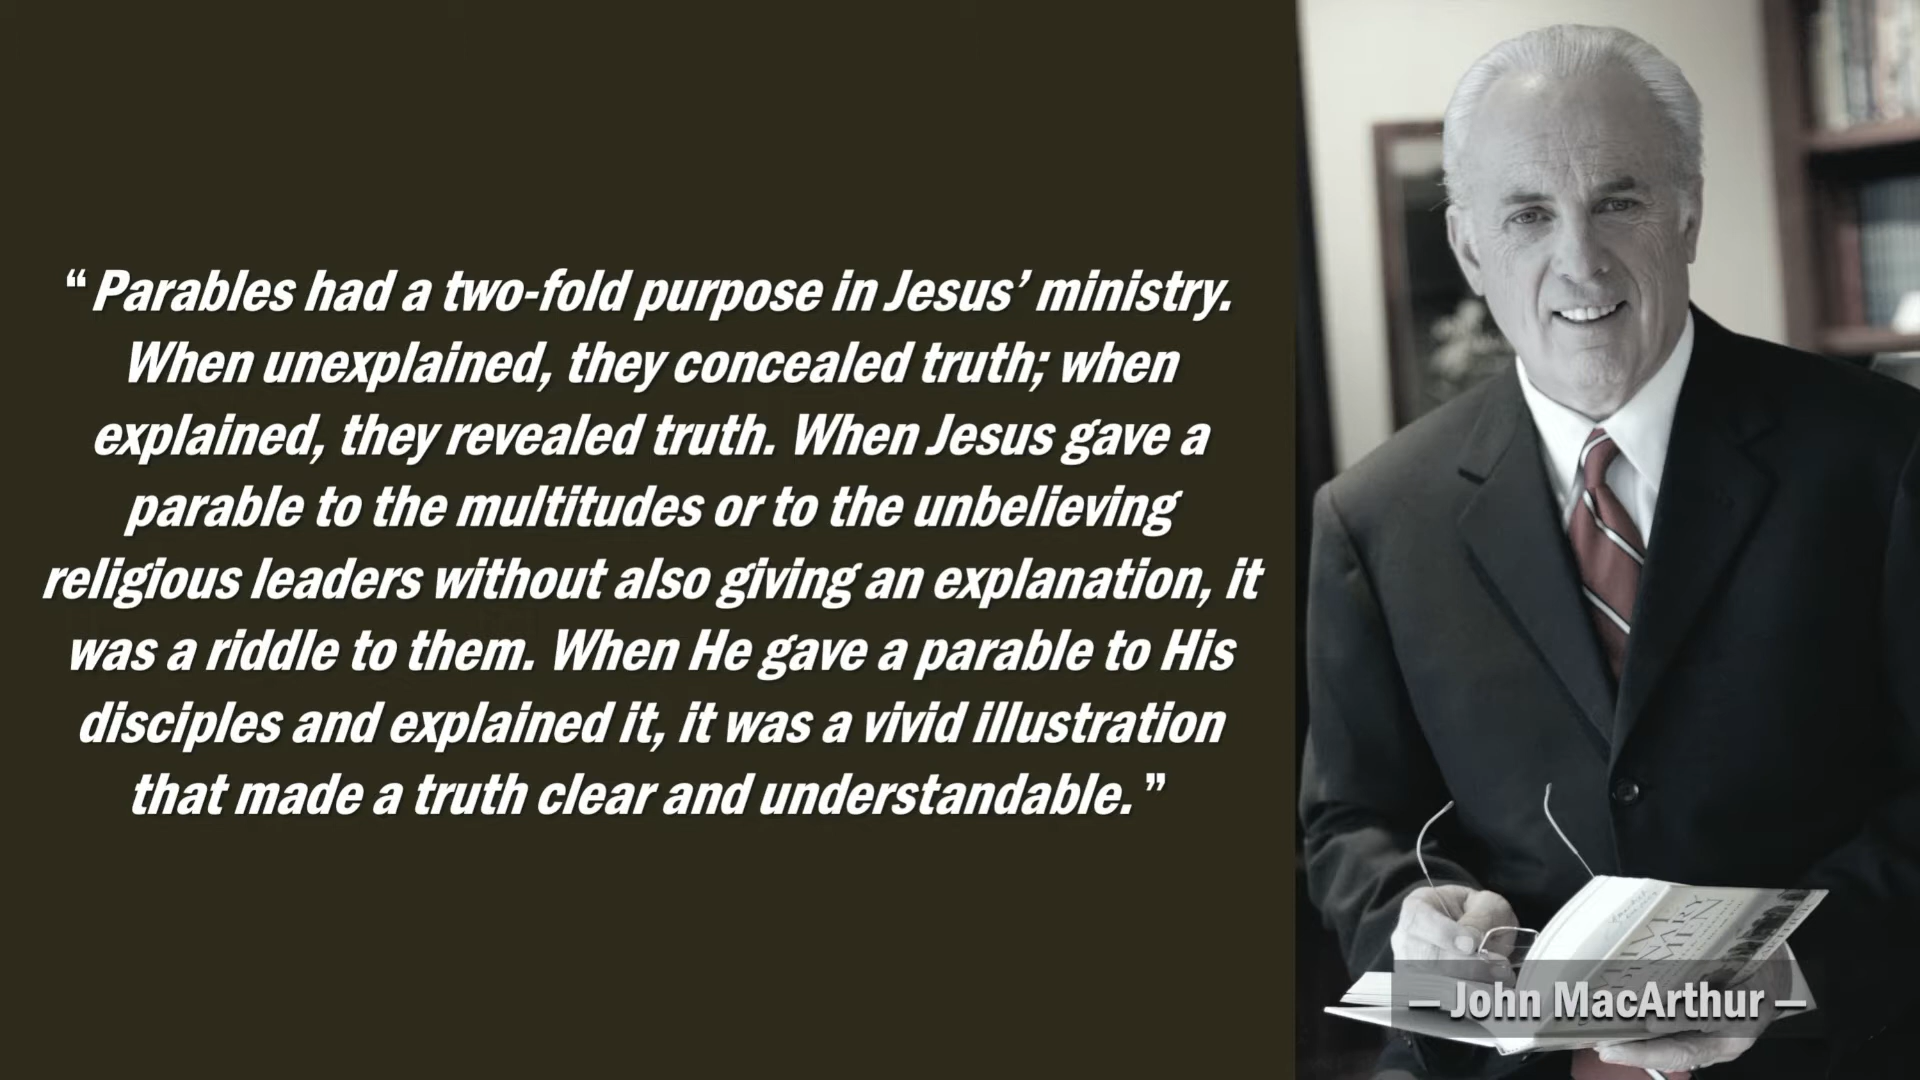 “ Parables had a two-fold purpose in Jesus’ ministry.
When unexplained, they concealed truth; when
explained, they revealed truth. When Jesus gave a
parable to the multitudes or to the unbelieving
religious leaders without also giving an explanation, it
was a riddle to them. When He gave a parable to His
disciples and explained it, it was a vivid illustration
that made a truth clear and understandable. ”
– John MacArthur –